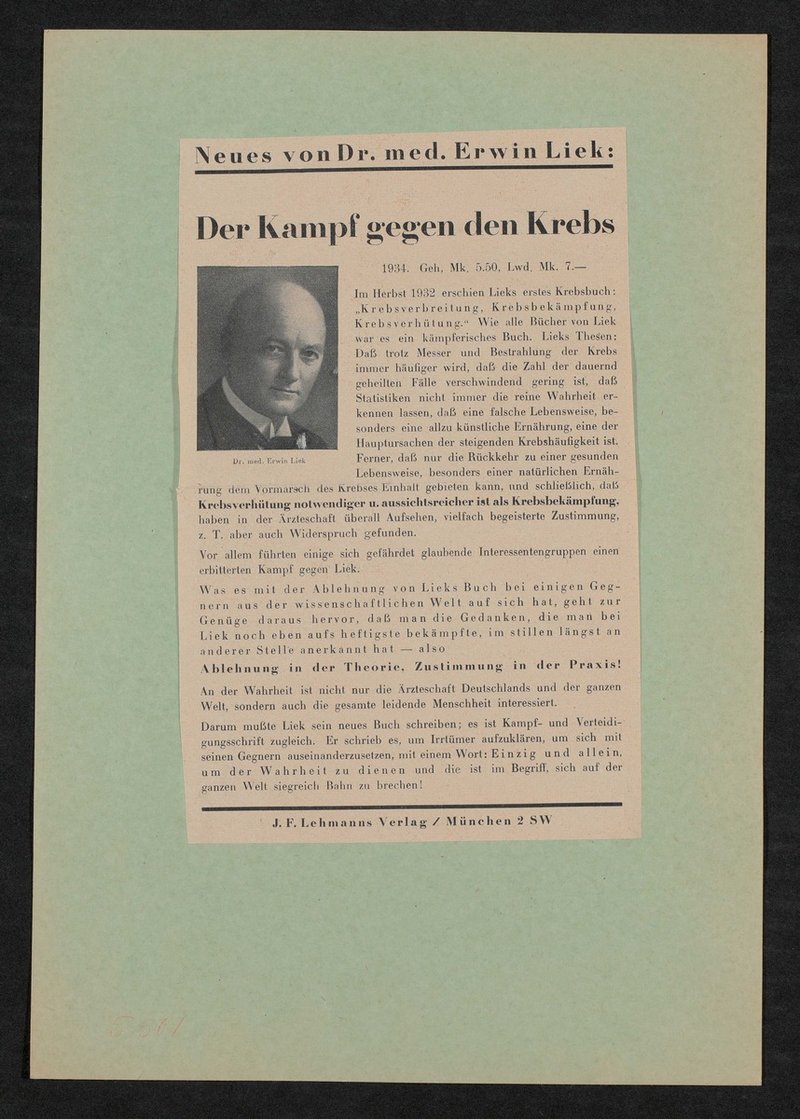 Neues von Dr. med. Erwin Liek:
Der Kampf gegen den Krebs
1934. Geh. Mk. 5.50, Lwd. Mk. 7.—
Dr. med. Erwin Liek
Im Herbst 1932 erschien Lieks erstes Krebsbuch:
„Krebsverbreitung, Krebsbekämpfung,
Krebsverhütung.“ Wie alle Bücher von Liek
war es ein kämpferisches Buch. Lieks Thesen:
Daß trotz Messer und Bestrahlung der Krebs
immer häufiger wird, daß die Zahl der dauernd
geheilten Fälle verschwindend gering ist, daß
Statistiken nicht immer die reine Wahrheit er-
kennen lassen, daß eine falsche Lebensweise, be-
sonders eine allzu künstliche Ernährung, eine der
Hauptursachen der steigenden Krebshäufigkeit ist.
Ferner, daß nur die Rückkehr zu einer gesunden
Lebensweise, besonders einer natürlichen Ernäh-
rung dem Vormarsch des Krebses Einhalt gebieten kann, und schließlich, daß
Krebsverhütung notwendiger u. aussichtsreicher ist als Krebsbekämpfung,
haben in der Ärzteschaft überall Aufsehen, vielfach begeisterte Zustimmung,
z. T. aber auch Widerspruch gefunden.
Vor allem führten einige sich gefährdet glaubende Interessentengruppen einen
erbitterten Kampf gegen Liek.
Was es mit der Ablehnung von Lieks Buch bei einigen Geg-
nern aus der wissenschaftlichen Welt auf sich hat, geht zur
Genüge daraus hervor, daß man die Gedanken, die man bei
Liek noch eben aufs heftigste bekämpfte, im stillen längst an
anderer Stelle anerkannt hat — also
Ablehnung in der Theorie, Zustimmung in der Praxis!
An der Wahrheit ist nicht nur die Ärzteschaft Deutschlands und der ganzen
Welt, sondern auch die gesamte leidende Menschheit interessiert.
Darum mußte Liek sein neues Buch schreiben; es ist Kampf- und Verteidi-
gungsschrift zugleich. Er schrieb es, um Irrtümer aufzuklären, um sich mit
seinen Gegnern auseinanderzusetzen, mit einem Wort: Einzig und allein,
um der Wahrheit zu dienen und die ist im Begriff, sich auf der
ganzen Welt siegreich Bahn zu brechen!
J. F. Lehmanns Verlag / München 2 SW